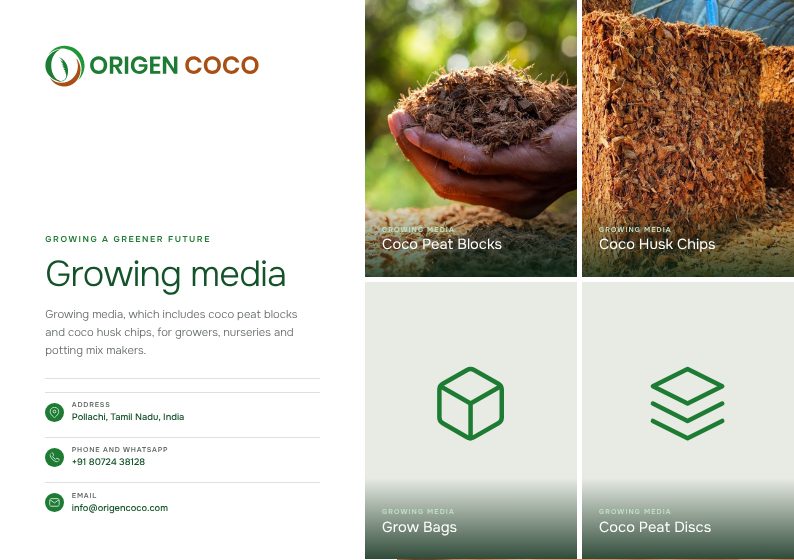 ORIGEN COCO
GROWING A GREENER FUTURE
Growing media
Growing media, which includes coco peat blocks
and coco husk chips, for growers, nurseries and
potting mix makers.
ADDRESS
Pollachi, Tamil Nadu, India
PHONE AND WHATSAPP
+91 80724 38128
EMAIL
info@origencoco.com
GROWING MEDIA
Coco Peat Blocks
GROWING MEDIA
Coco Husk Chips
GROWING MEDIA
Grow Bags
GROWING MEDIA
Coco Peat Discs